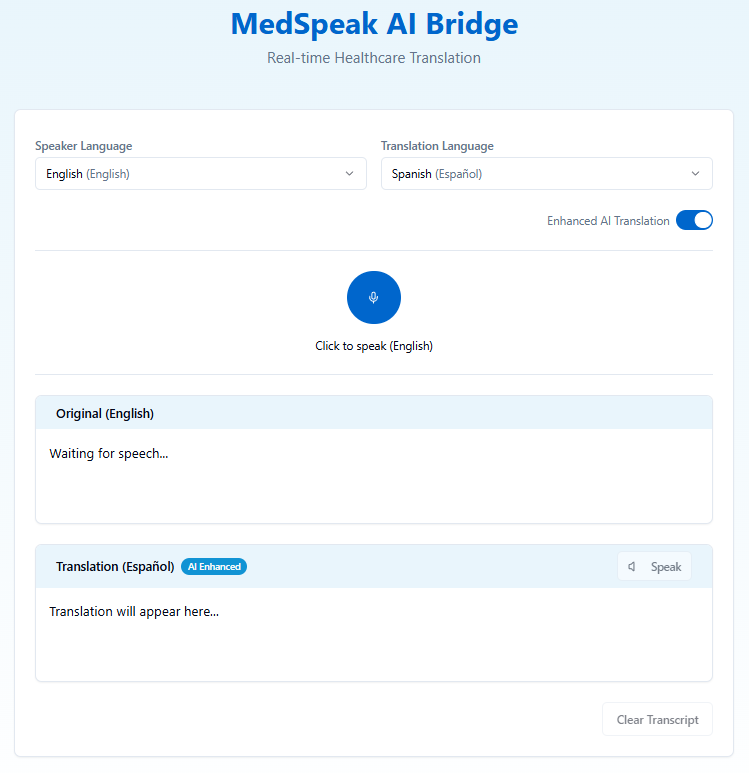 MedSpeak AI Bridge
Real-time Healthcare Translation
Speaker Language
English (English)
Translation Language
Spanish (Español)
Enhanced AI Translation
Click to speak (English)
Original (English)
Waiting for speech...
Translation (Español) AI Enhanced
Speak
Translation will appear here...
Clear Transcript